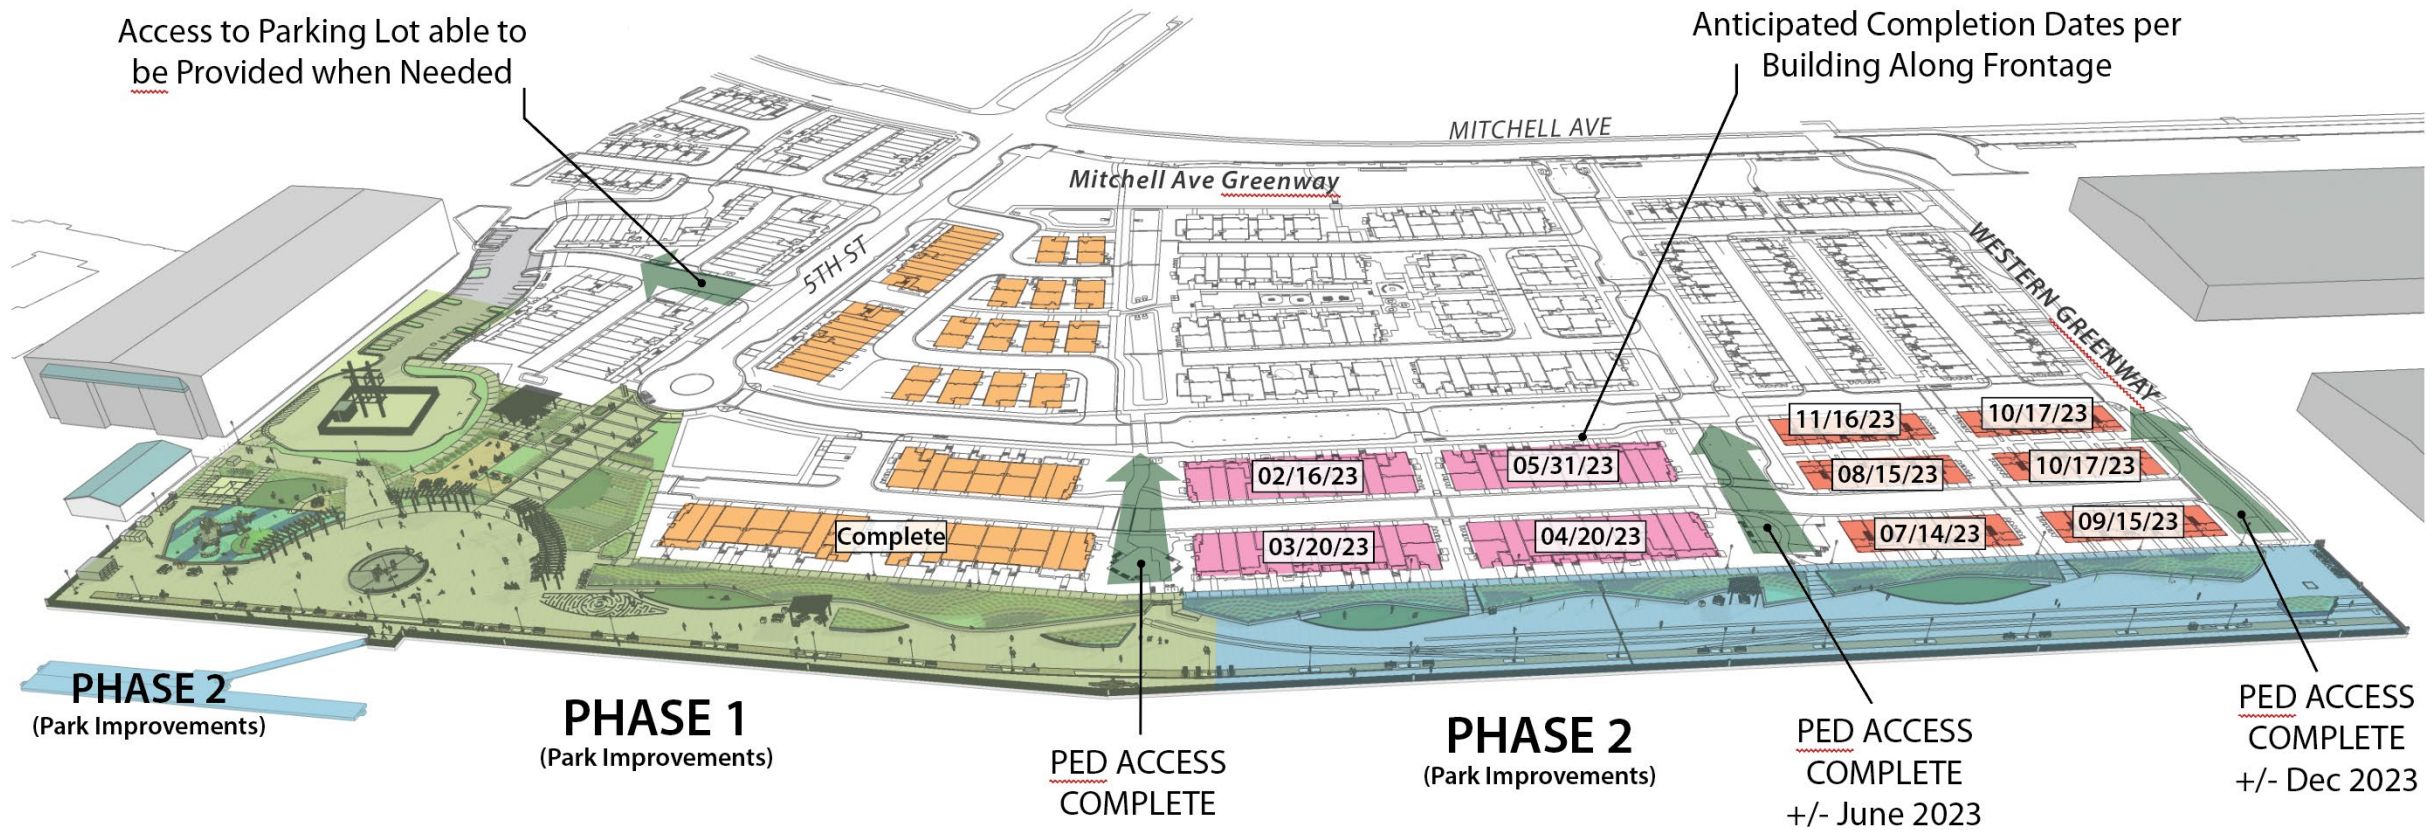 Access to Parking Lot able to
be Provided when Needed
Anticipated Completion Dates per
Building Along Frontage
MITCHELL AVE
Mitchell Ave Greenway
5TH ST
WESTERN GREENWAY
11/16/23
10/17/23
02/16/23
05/31/23
08/15/23
10/17/23
Complete
03/20/23
04/20/23
07/14/23
09/15/23
PHASE 2
(Park Improvements)
PHASE 1
(Park Improvements)
PED ACCESS
COMPLETE
PHASE 2
(Park Improvements)
PED ACCESS
COMPLETE
+/- June 2023
PED ACCESS
COMPLETE
+/- Dec 2023